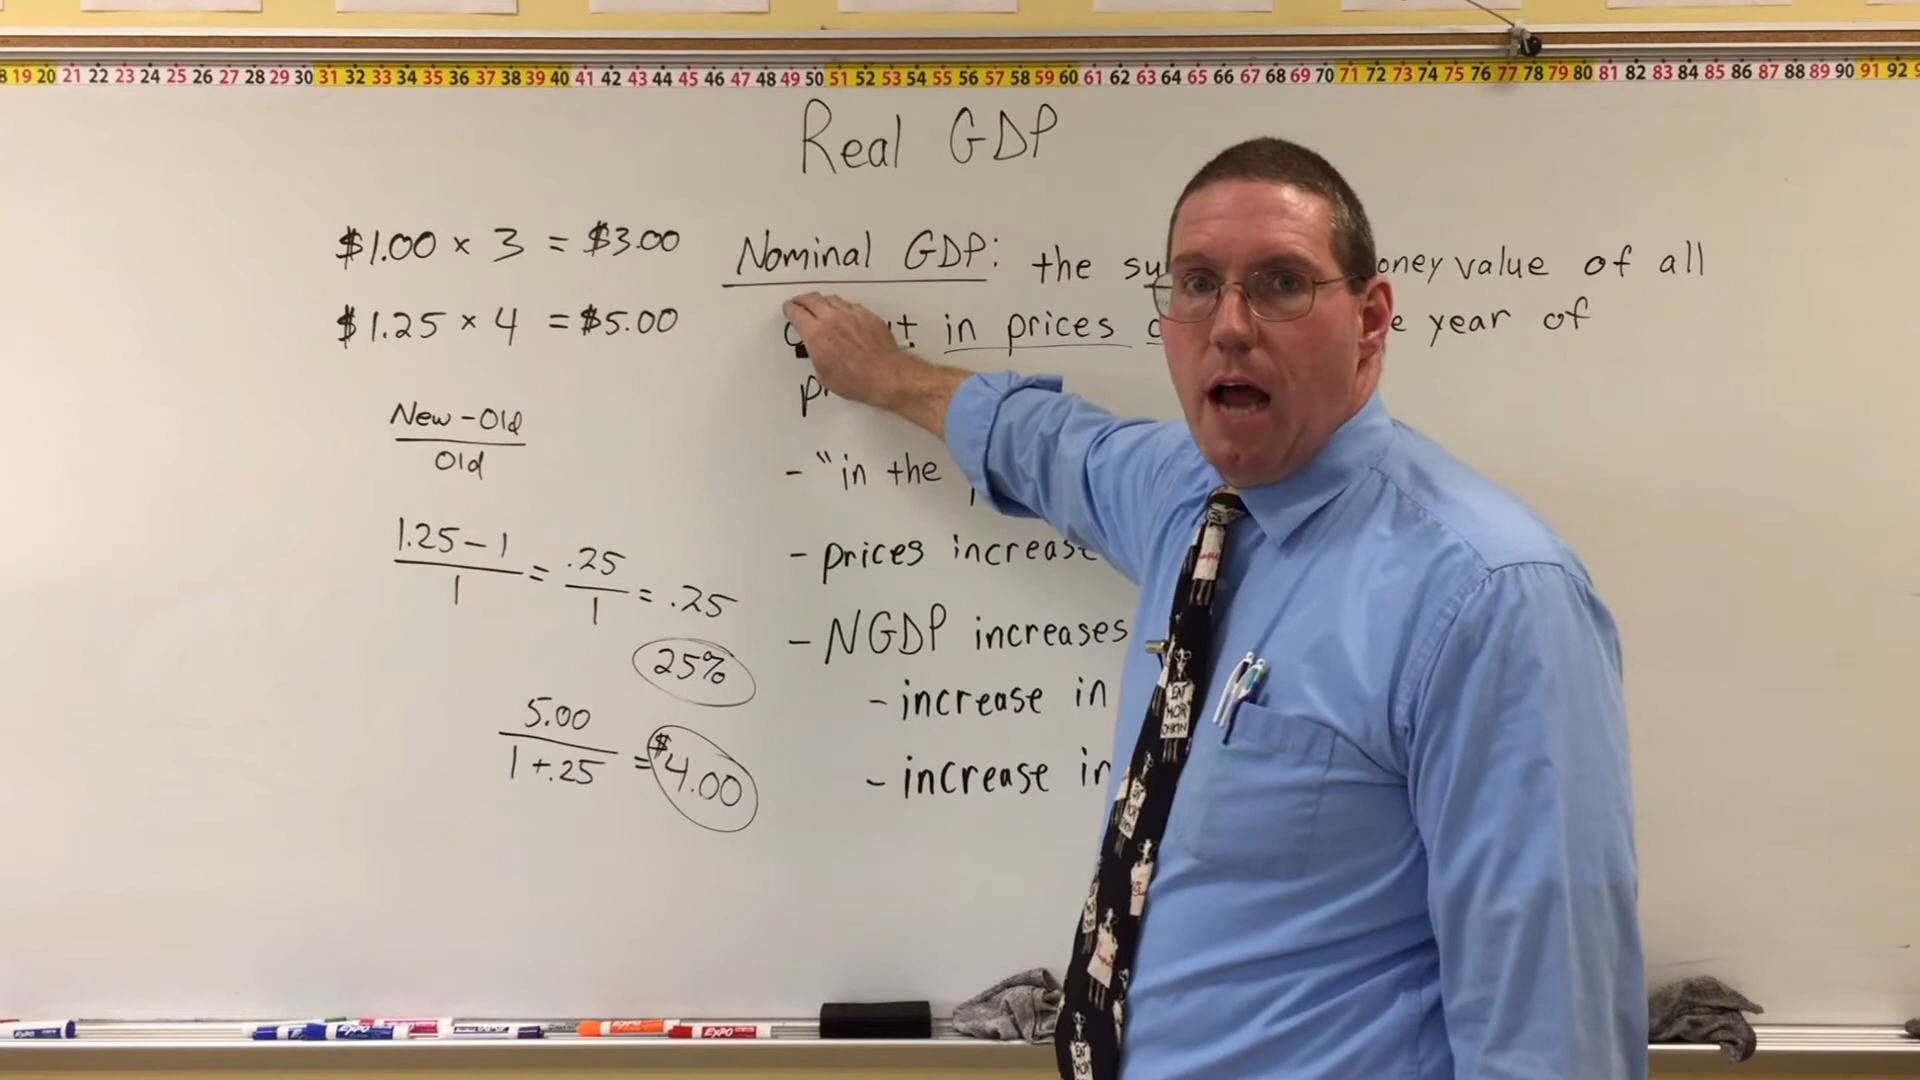 8 19 20 21 22 23 24 25 26 27 28 29 30 31 32 33 34 35 36 37 38 39 40 41 42 43 44 45 46 47 48 49 50 51 52 53 54 55 56 57 58 59 60 61 62 63 64 65 66 67 68 69 70 71 72 73 74 75 76 77 78 79 80 81 82 83 84 85 86 87 88 89 90 91 92
Real GDP
$1.00 × 3 = $3.00
$1.25 × 4 = $5.00
New - Old
Old
1.25 - 1
1
= .25
1
= .25
25%
5.00
1 + .25
= $4.00
Nominal GDP: the oney value of all
in prices year of
- "in the
- prices increase
- NGDP increases
- increase in
- increase in
EAT
MOR
CHIKIN
EXPO
EXPO
EXPO
EXPO